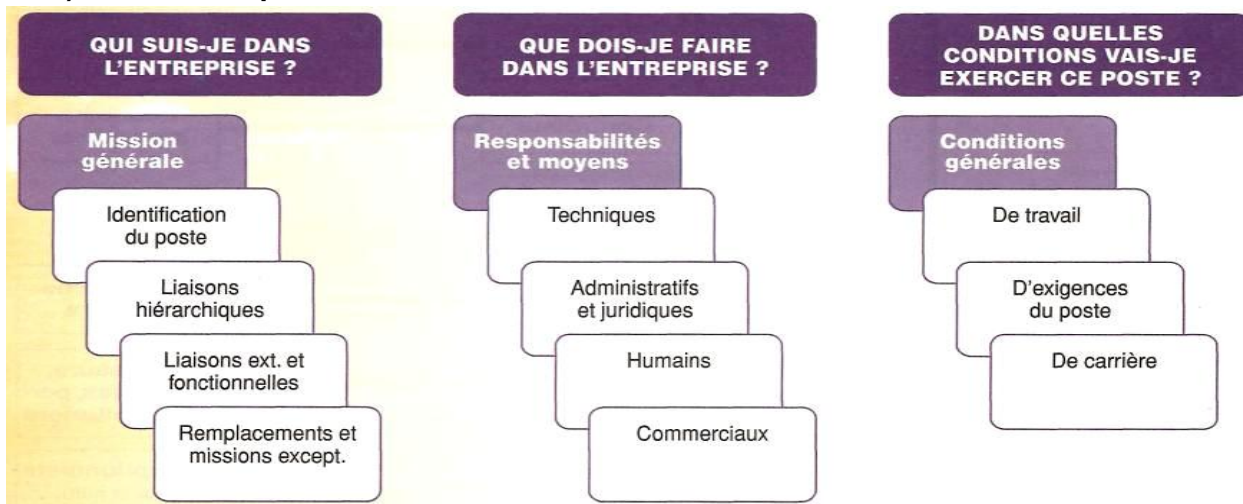 QUI SUIS-JE DANS
L'ENTREPRISE ?
Mission
générale
Identification
du poste
Liaisons
hiérarchiques
Liaisons ext. et
fonctionnelles
Remplacements et
missions except.
QUE DOIS-JE FAIRE
DANS L'ENTREPRISE ?
Responsabilités
et moyens
Techniques
Administratifs
et juridiques
Humains
Commerciaux
DANS QUELLES
CONDITIONS VAIS-JE
EXERCER CE POSTE ?
Conditions
générales
De travail
D'exigences
du poste
De carrière